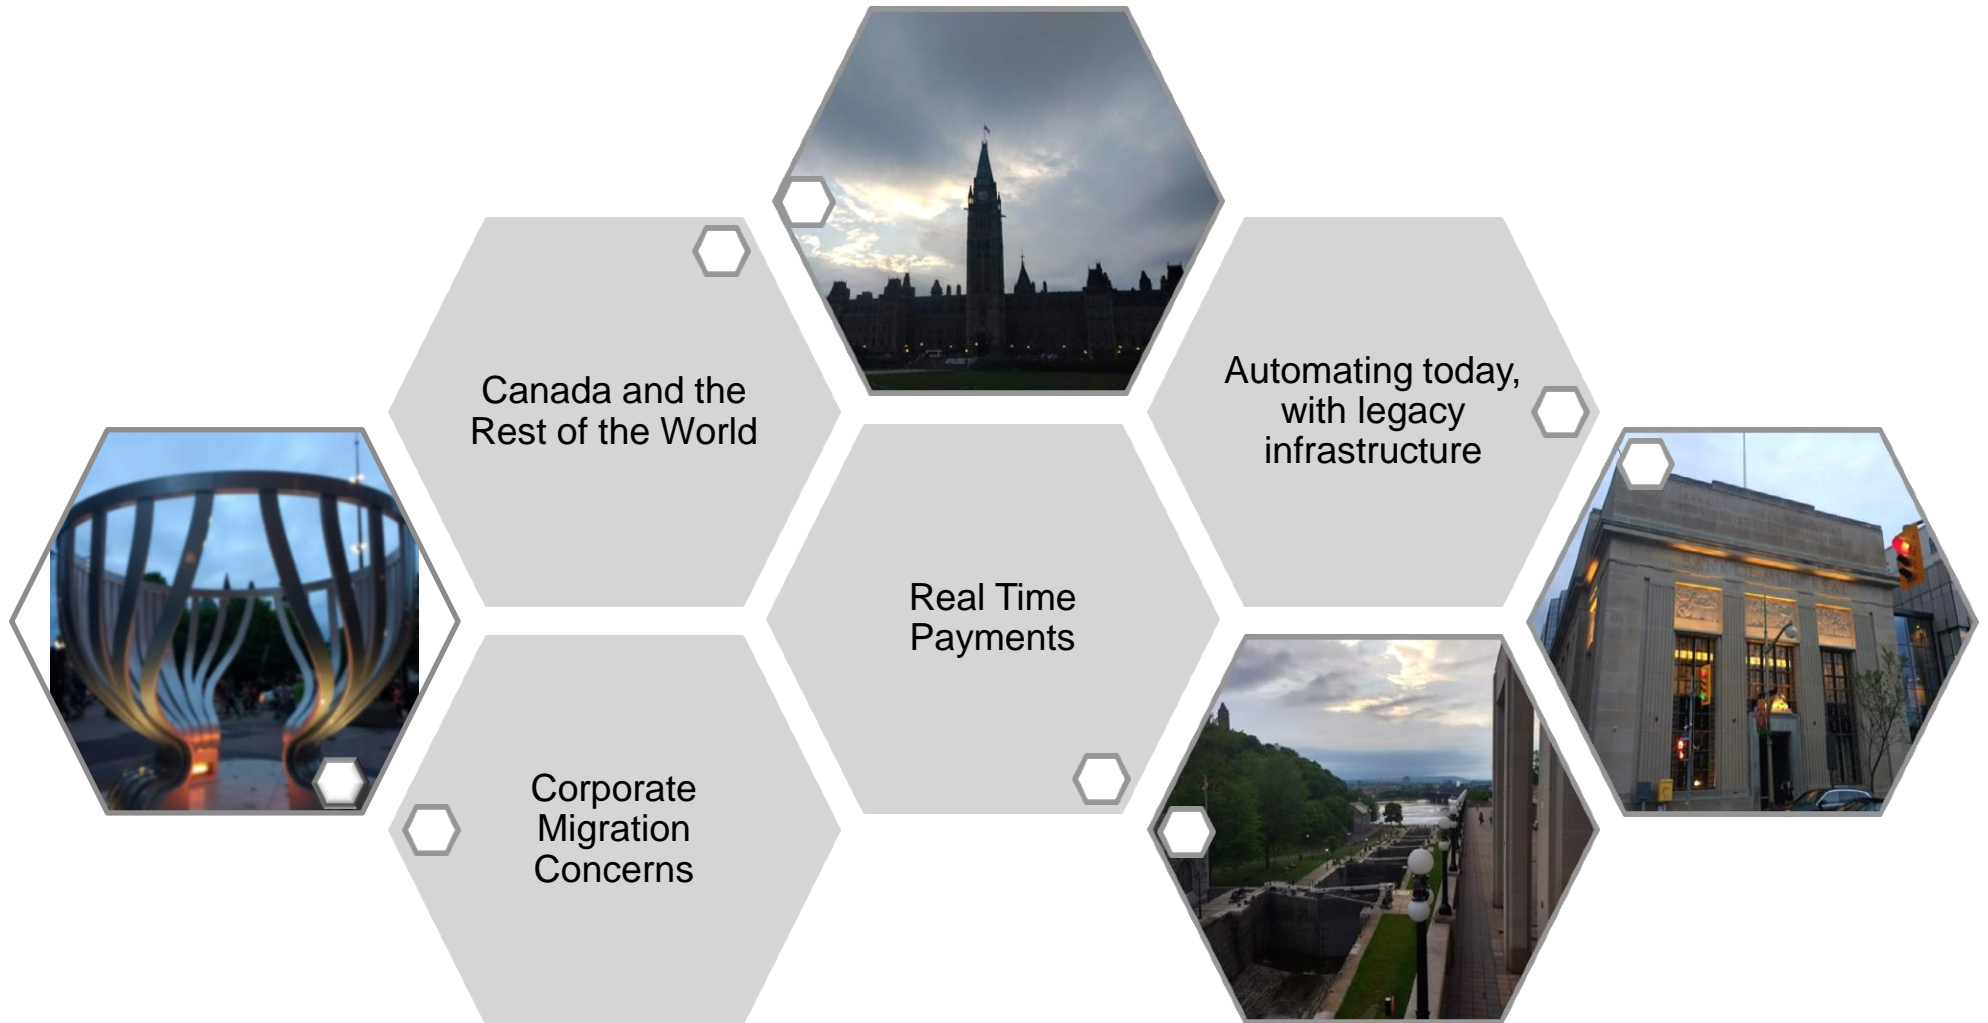 Canada and the
Rest of the World
Automating today,
with legacy
infrastructure
Real Time
Payments
Corporate
Migration
Concerns